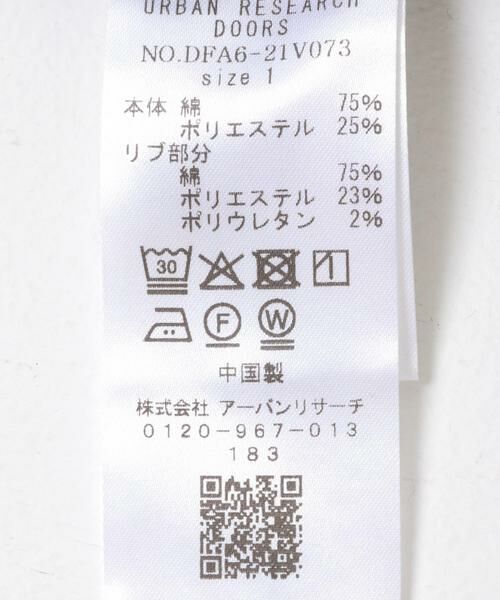 URBAN RESEARCH
DOORS
NO.DFA6-21V073
size 1
本体 綿 75%
ポリエステル 25%
リブ部分
綿 75%
ポリエステル 23%
ポリウレタン 2%
30
F W
中国製
株式会社 アーバンリサーチ
0120-967-013
183